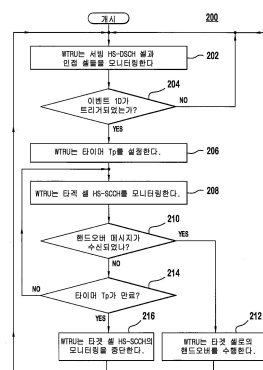 개시
200
WTRU는 서빙 HS-DSCH 셀과
인접 셀들을 모니터링한다
202
204
이벤트 1D가
트리거되었는가?
NO
YES
WTRU는 타이머 Tp를 설정한다.
206
WTRU는 타겟 셀 HS-SCCH를 모니터링한다.
208
210
핸드오버 메시지가
수신되었나?
YES
NO
214
타이머 Tp가 만료?
NO
YES
216
212
WTRU는 타겟 셀 HS-SCCH의
모니터링을 중단한다.
WTRU는 타겟 셀로의
핸드오버를 수행한다.